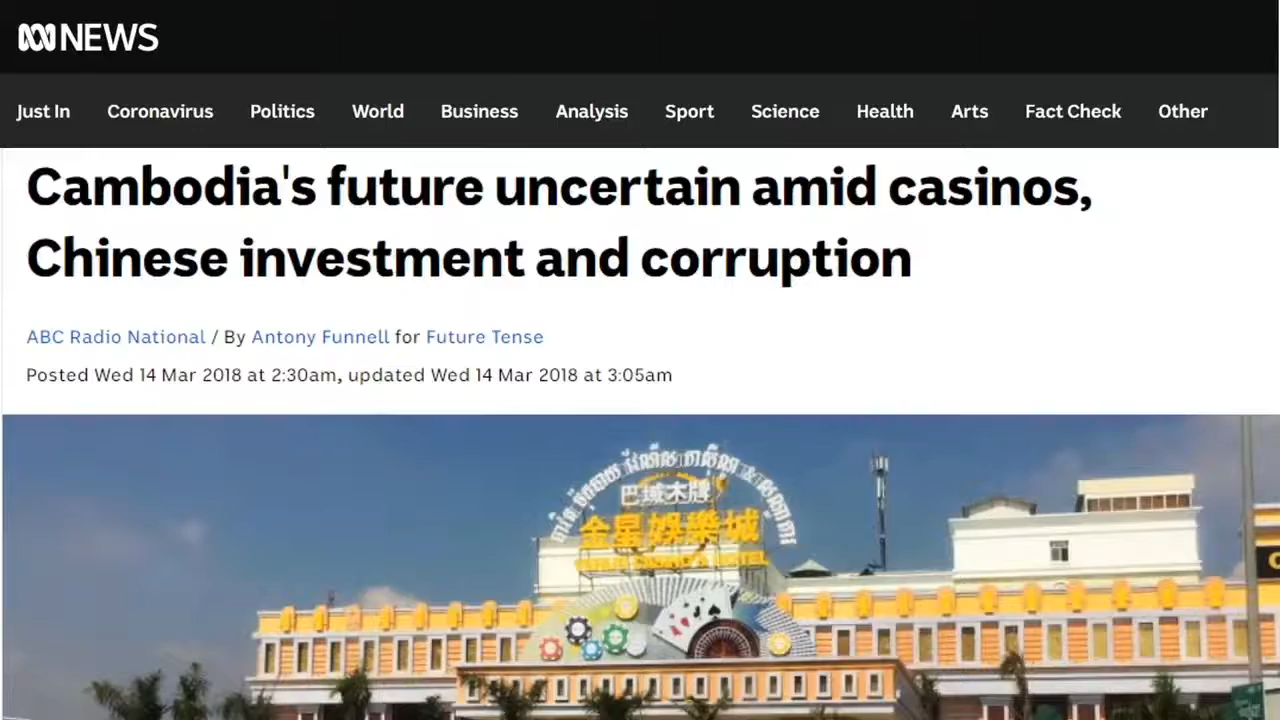 NEWS
Just In Coronavirus Politics World Business Analysis Sport Science Health Arts Fact Check Other
Cambodia's future uncertain amid casinos,
Chinese investment and corruption
ABC Radio National / By Antony Funnell for Future Tense
Posted Wed 14 Mar 2018 at 2:30am, updated Wed 14 Mar 2018 at 3:05am
巴域木牌
金星娛樂城